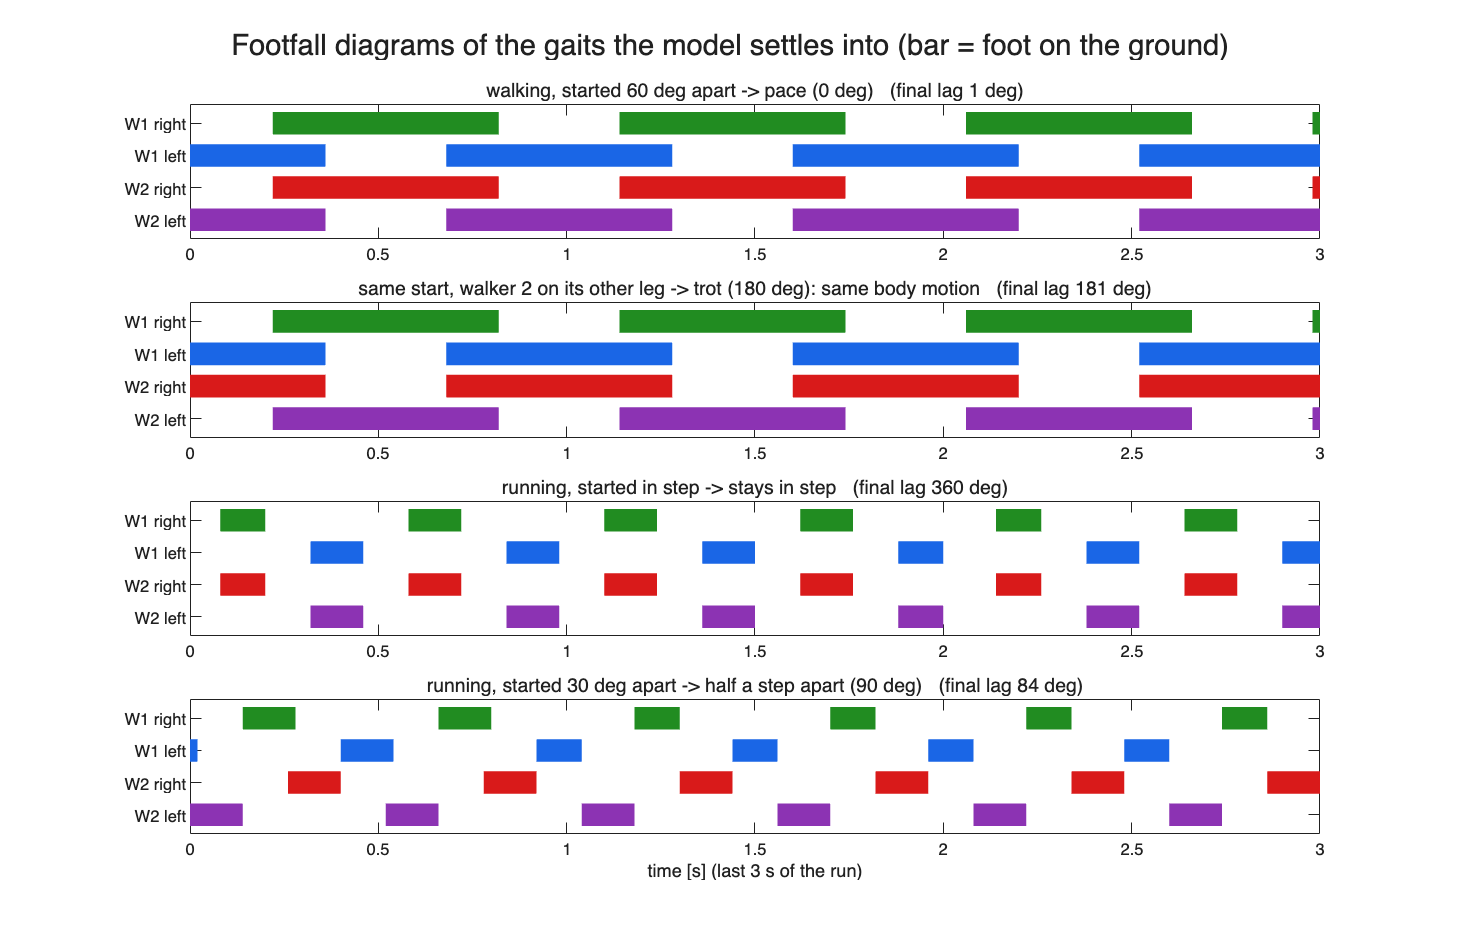 Footfall diagrams of the gaits the model settles into (bar = foot on the ground)
walking, started 60 deg apart -> pace (0 deg)   (final lag 1 deg)
W1 right
W1 left
W2 right
W2 left
0 0.5 1 1.5 2 2.5 3
same start, walker 2 on its other leg -> trot (180 deg): same body motion   (final lag 181 deg)
W1 right
W1 left
W2 right
W2 left
0 0.5 1 1.5 2 2.5 3
running, started in step -> stays in step   (final lag 360 deg)
W1 right
W1 left
W2 right
W2 left
0 0.5 1 1.5 2 2.5 3
running, started 30 deg apart -> half a step apart (90 deg)   (final lag 84 deg)
W1 right
W1 left
W2 right
W2 left
0 0.5 1 1.5 2 2.5 3
time [s] (last 3 s of the run)